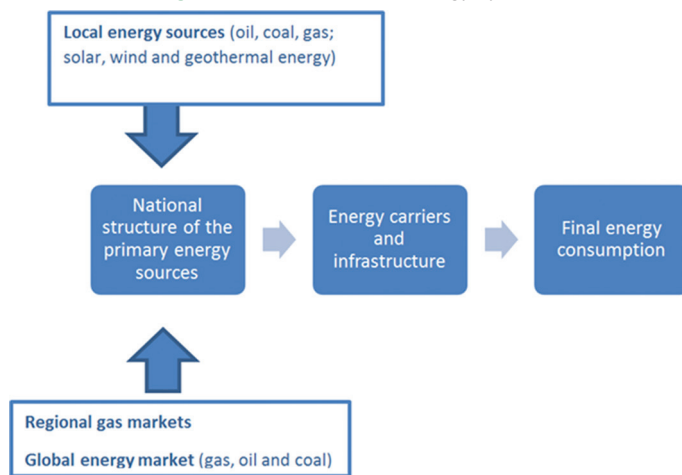 Local energy sources (oil, coal, gas;
solar, wind and geothermal energy)
National
structure of the
primary energy
sources
Energy carriers
and
infrastructure
Final energy
consumption
Regional gas markets
Global energy market (gas, oil and coal)